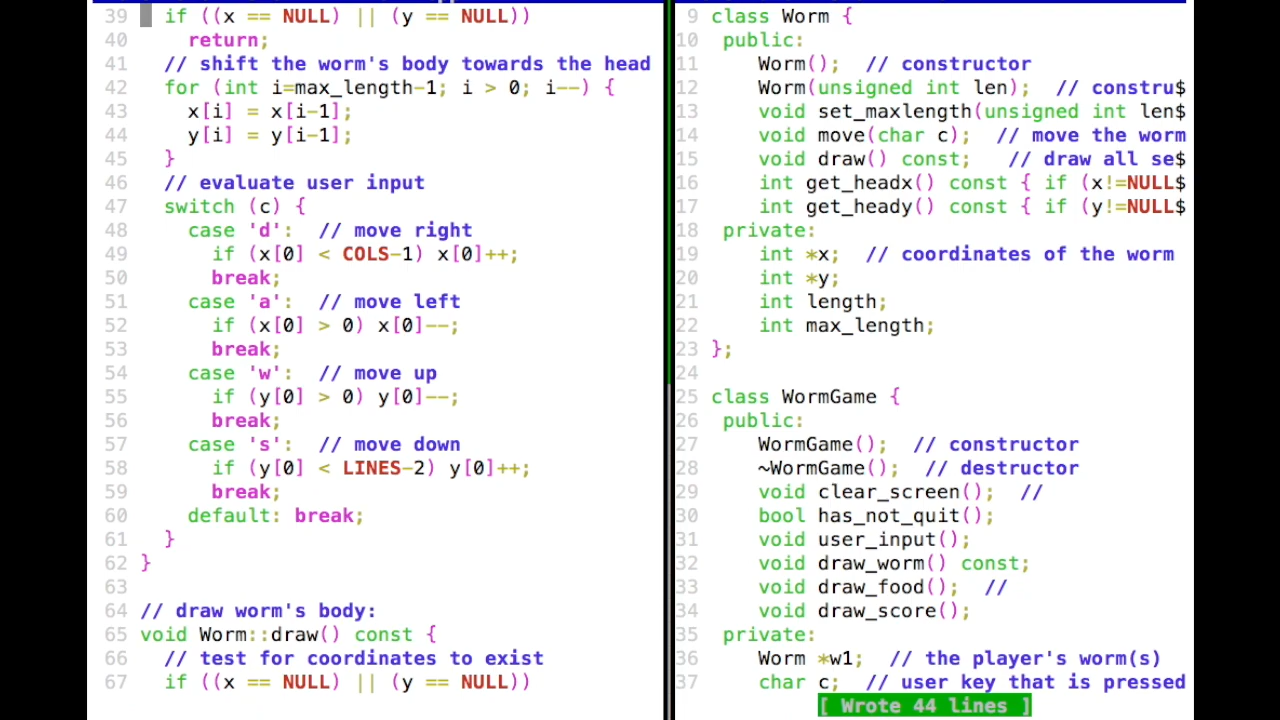 39 if ((x == NULL) || (y == NULL))
40 return;
41 // shift the worm's body towards the head
42 for (int i=max_length-1; i > 0; i--) {
43 x[i] = x[i-1];
44 y[i] = y[i-1];
45 }
46 // evaluate user input
47 switch (c) {
48 case 'd': // move right
49 if (x[0] < COLS-1) x[0]++;
50 break;
51 case 'a': // move left
52 if (x[0] > 0) x[0]--;
53 break;
54 case 'w': // move up
55 if (y[0] > 0) y[0]--;
56 break;
57 case 's': // move down
58 if (y[0] < LINES-2) y[0]++;
59 break;
60 default: break;
61 }
62 }
63
64 // draw worm's body:
65 void Worm::draw() const {
66 // test for coordinates to exist
67 if ((x == NULL) || (y == NULL))
9 class Worm {
10 public:
11 Worm(); // constructor
12 Worm(unsigned int len); // constru$
13 void set_maxlength(unsigned int len$
14 void move(char c); // move the worm
15 void draw() const; // draw all se$
16 int get_headx() const { if (x!=NULL$
17 int get_heady() const { if (y!=NULL$
18 private:
19 int *x; // coordinates of the worm
20 int *y;
21 int length;
22 int max_length;
23 };
24
25 class WormGame {
26 public:
27 WormGame(); // constructor
28 ~WormGame(); // destructor
29 void clear_screen(); //
30 bool has_not_quit();
31 void user_input();
32 void draw_worm() const;
33 void draw_food(); //
34 void draw_score();
35 private:
36 Worm *w1; // the player's worm(s)
37 char c; // user key that is pressed
[ Wrote 44 lines ]